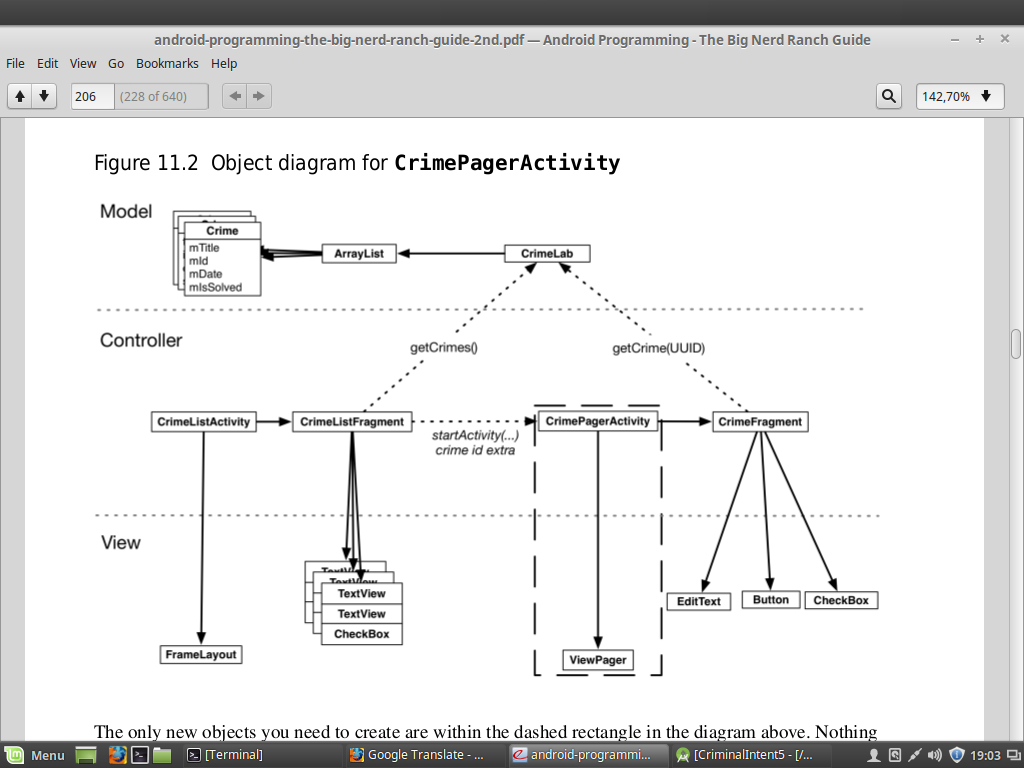 android-programming-the-big-nerd-ranch-guide-2nd.pdf — Android Programming - The Big Nerd Ranch Guide
File Edit View Go Bookmarks Help
206 (228 of 640) 142,70%
Figure 11.2 Object diagram for CrimePagerActivity
Model
Crime
mTitle
mId
mDate
mIsSolved
ArrayList
CrimeLab
Controller
getCrimes()
getCrime(UUID)
CrimeListActivity
CrimeListFragment
startActivity(...)
crime id extra
CrimePagerActivity
CrimeFragment
View
TextView
TextView
TextView
TextView
CheckBox
FrameLayout
ViewPager
EditText
Button
CheckBox
The only new objects you need to create are within the dashed rectangle in the diagram above. Nothing
Menu
[Terminal]
Google Translate - ...
android-programmi...
[CriminalIntent5 - [/...
19:03